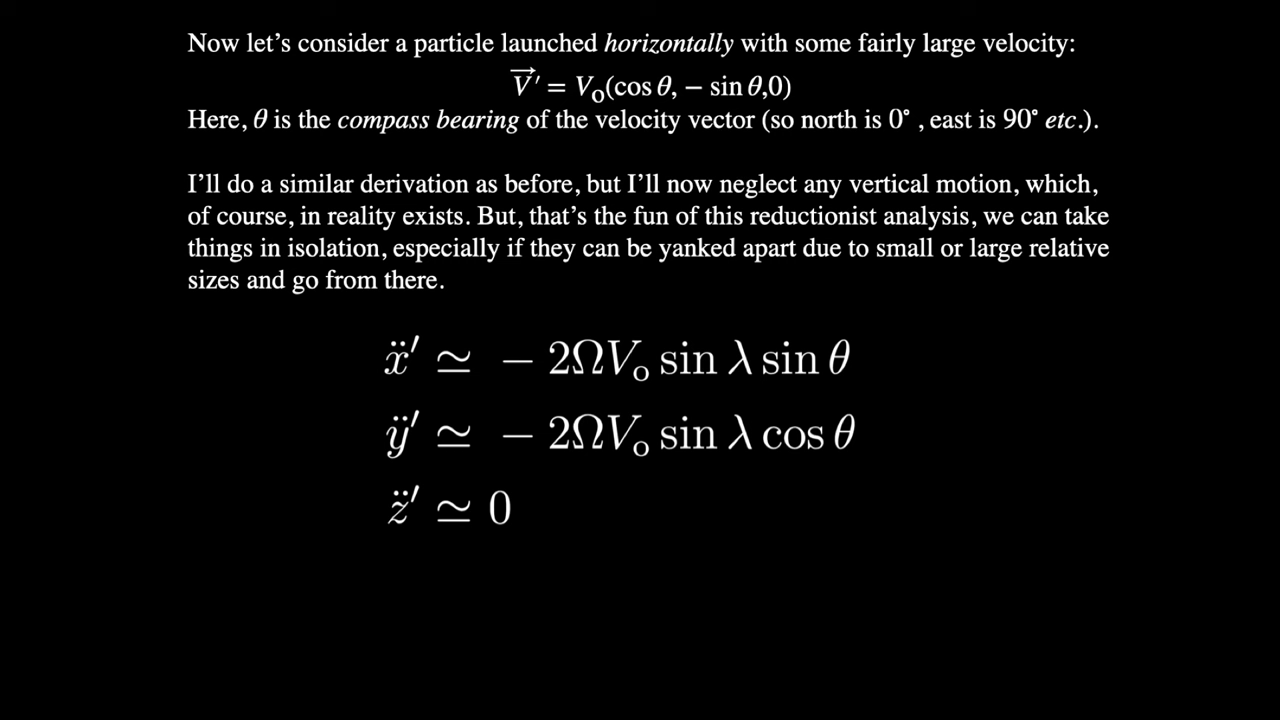 Now let's consider a particle launched horizontally with some fairly large velocity:
V⃗′ = Vₒ(cos θ, − sin θ,0)
Here, θ is the compass bearing of the velocity vector (so north is 0° , east is 90° etc.).
I'll do a similar derivation as before, but I'll now neglect any vertical motion, which,
of course, in reality exists. But, that's the fun of this reductionist analysis, we can take
things in isolation, especially if they can be yanked apart due to small or large relative
sizes and go from there.
ẍ′ ≃ − 2ΩVₒ sin λ sin θ
ÿ′ ≃ − 2ΩVₒ sin λ cos θ
z̈′ ≃ 0